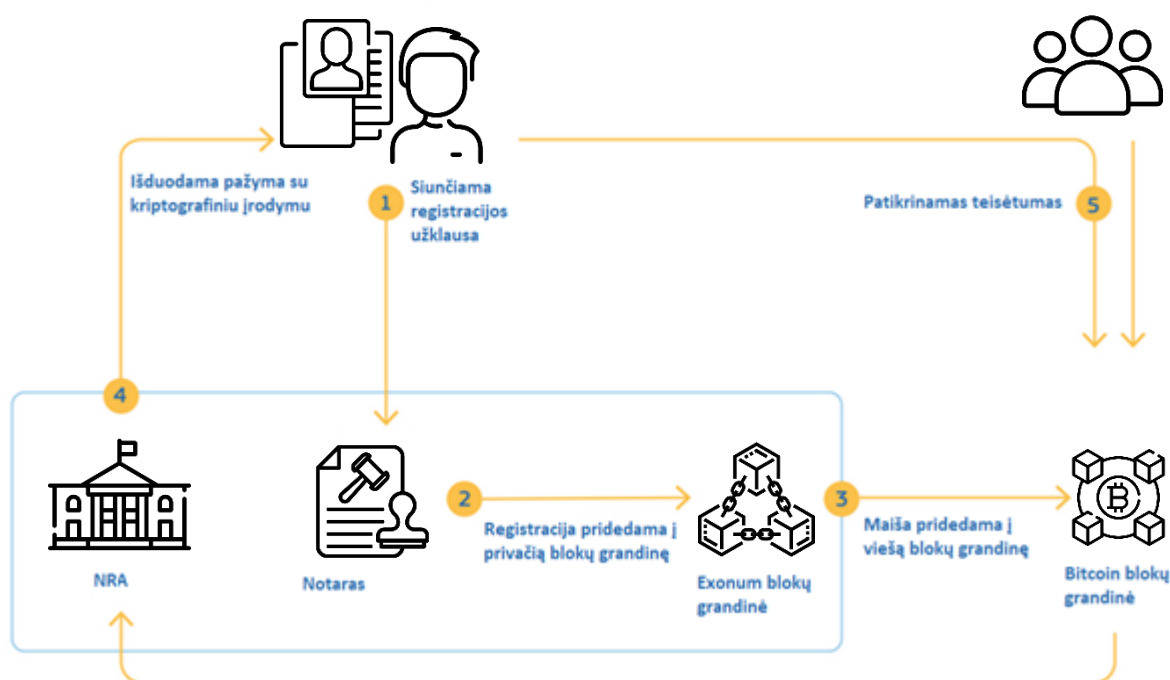 Išduodama pažyma su
kriptografiniu įrodymu
1
Siunčiama
registracijos
užklausa
Patikrinamas teisėtumas
5
4
NRA
Notaras
2
Registracija pridedama į
privačią blokų grandinę
Exonum blokų
grandinė
3
Maiša pridedama į
viešą blokų grandinę
Bitcoin blokų
grandinė